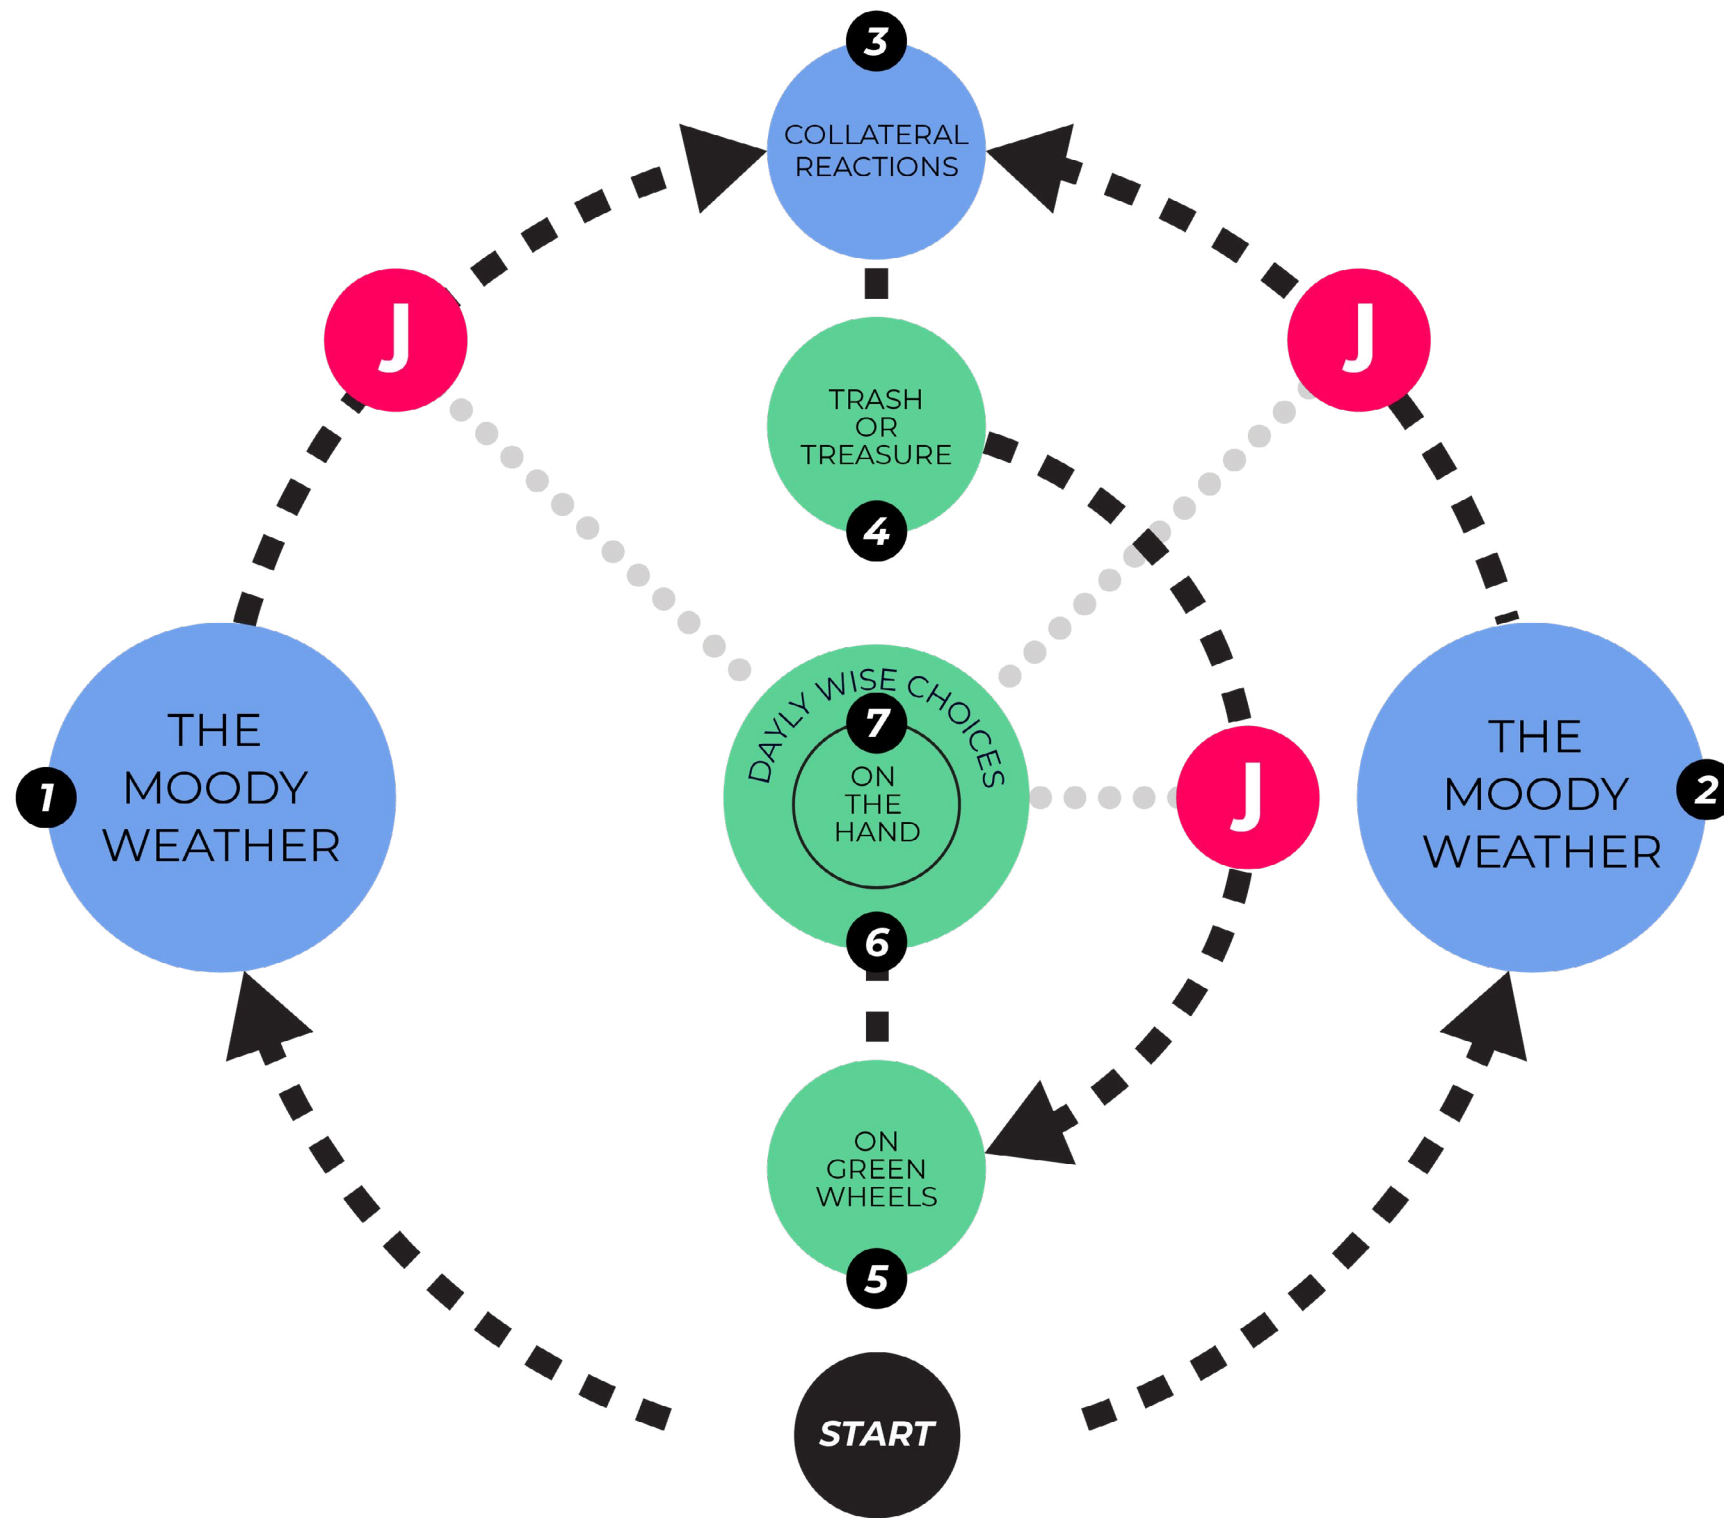 3
COLLATERAL
REACTIONS
J
J
TRASH
OR
TREASURE
4
1
THE
MOODY
WEATHER
DAYLY WISE CHOICES
7
ON
THE
HAND
6
J
THE
MOODY
WEATHER
2
ON
GREEN
WHEELS
5
START